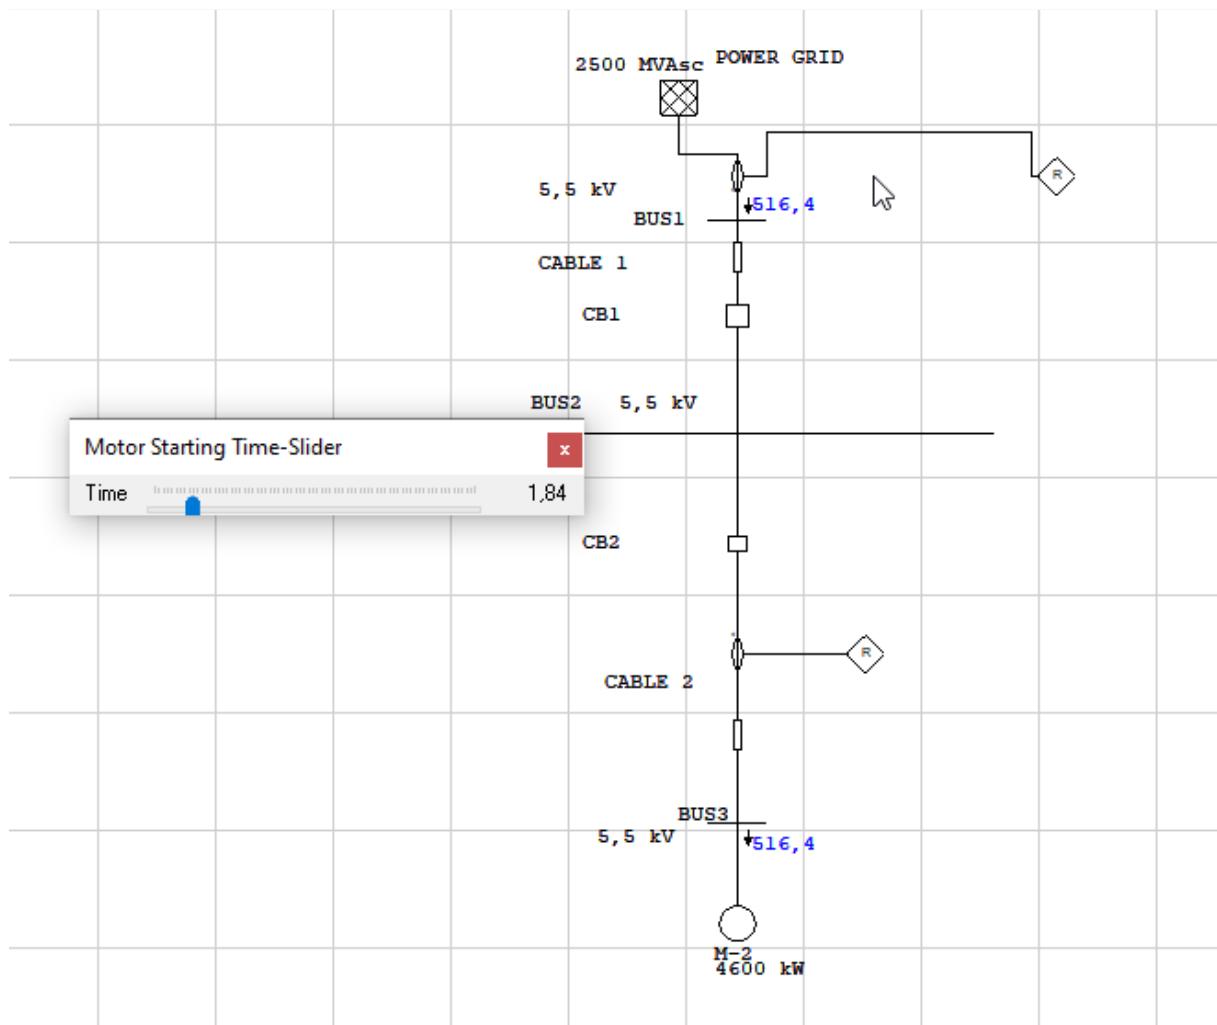 2500 MVAsc POWER GRID
R
5,5 kV
516,4
BUS1
CABLE 1
CB1
BUS2 5,5 kV
Motor Starting Time-Slider
x
Time 1,84
CB2
R
CABLE 2
BUS3
5,5 kV 516,4
M-2
4600 kW